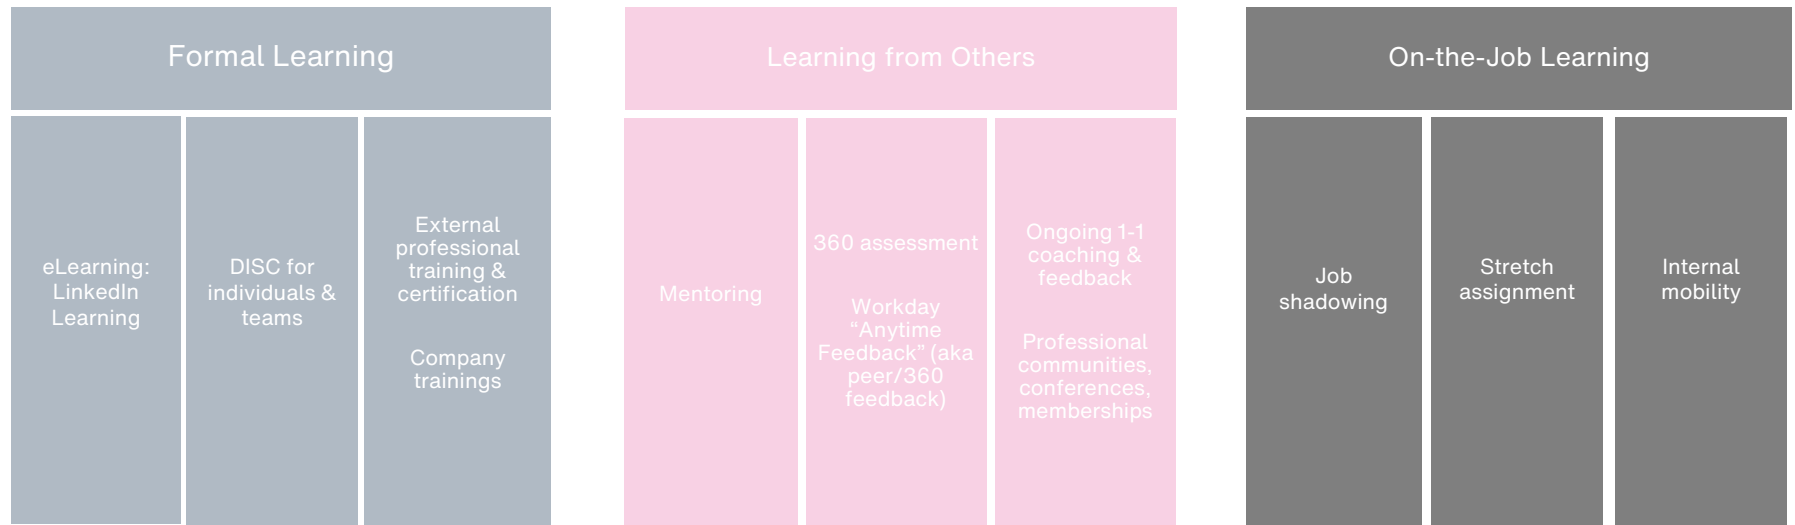 Formal Learning
eLearning:
LinkedIn
Learning
DISC for
individuals &
teams
External
professional
training &
certification
Company
trainings
Learning from Others
Mentoring
360 assessment
Workday
“Anytime
Feedback” (aka
peer/360
feedback)
Ongoing 1-1
coaching &
feedback
Professional
communities,
conferences,
memberships
On-the-Job Learning
Job
shadowing
Stretch
assignment
Internal
mobility